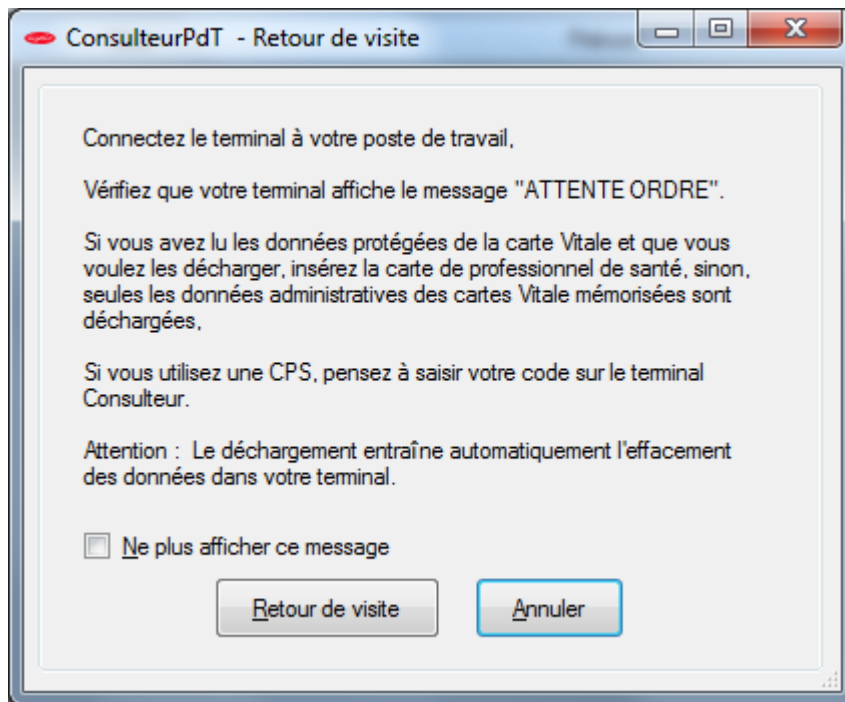 ConsulteurPdT - Retour de visite
Connectez le terminal à votre poste de travail,
Vérifiez que votre terminal affiche le message "ATTENTE ORDRE".
Si vous avez lu les données protégées de la carte Vitale et que vous
voulez les décharger, insérez la carte de professionnel de santé, sinon,
seules les données administratives des cartes Vitale mémorisées sont
déchargées,
Si vous utilisez une CPS, pensez à saisir votre code sur le terminal
Consulteur.
Attention : Le déchargement entraîne automatiquement l'effacement
des données dans votre terminal.
Ne plus afficher ce message
Retour de visite
Annuler